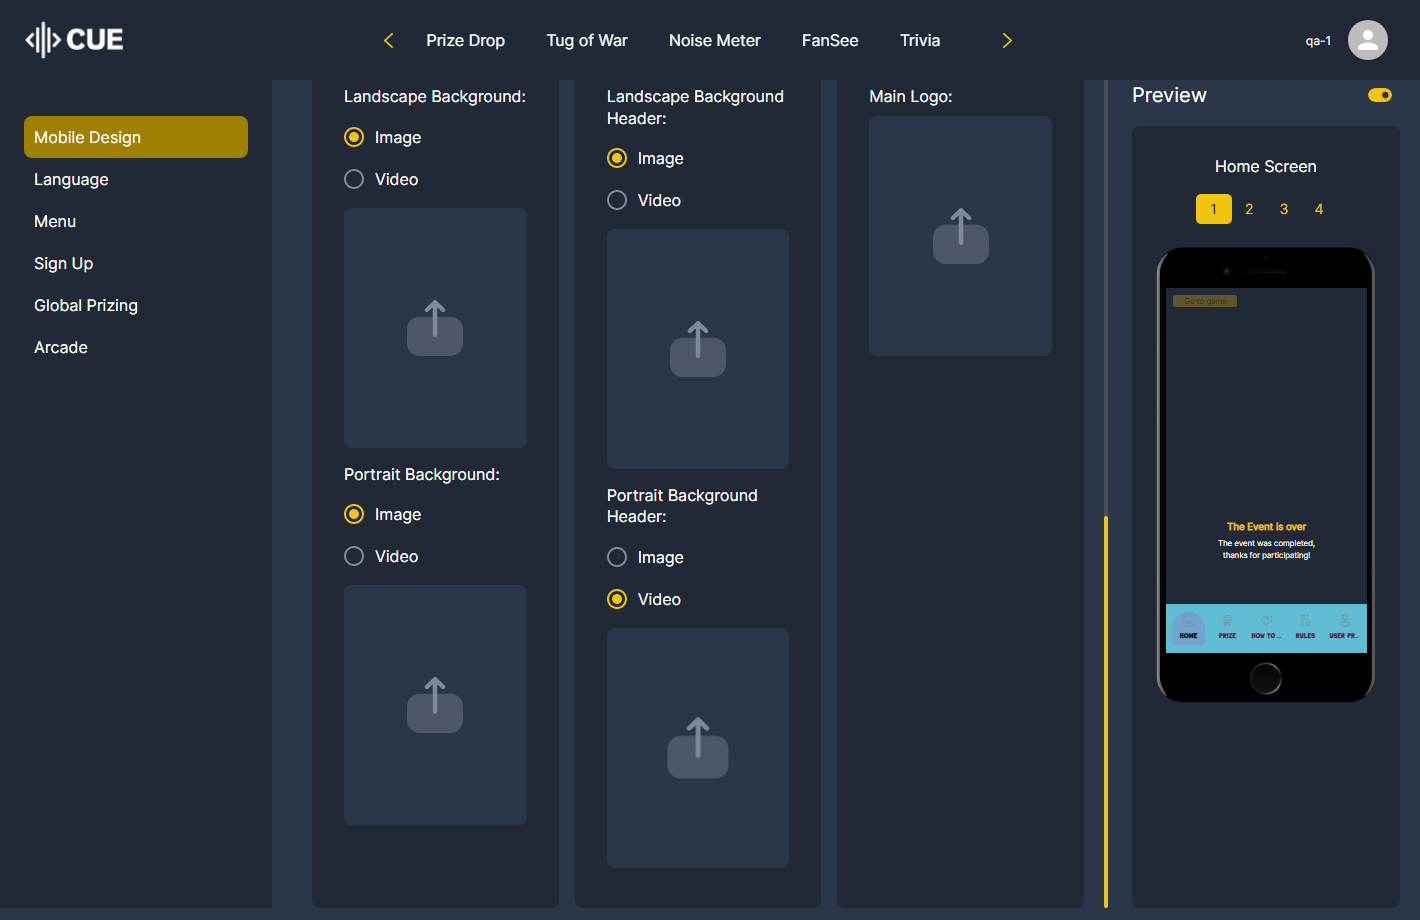 CUE
Prize Drop
Tug of War
Noise Meter
FanSee
Trivia
qa-1
Mobile Design
Language
Menu
Sign Up
Global Prizing
Arcade
Landscape Background:
Image
Video
Portrait Background:
Image
Video
Landscape Background
Header:
Image
Video
Portrait Background
Header:
Image
Video
Main Logo:
Preview
Home Screen
1 2 3 4
Go to game
The Event is over
The event was completed,
thanks for participating!
HOME
PRIZE
HOW TO ...
RULES
USER PR...